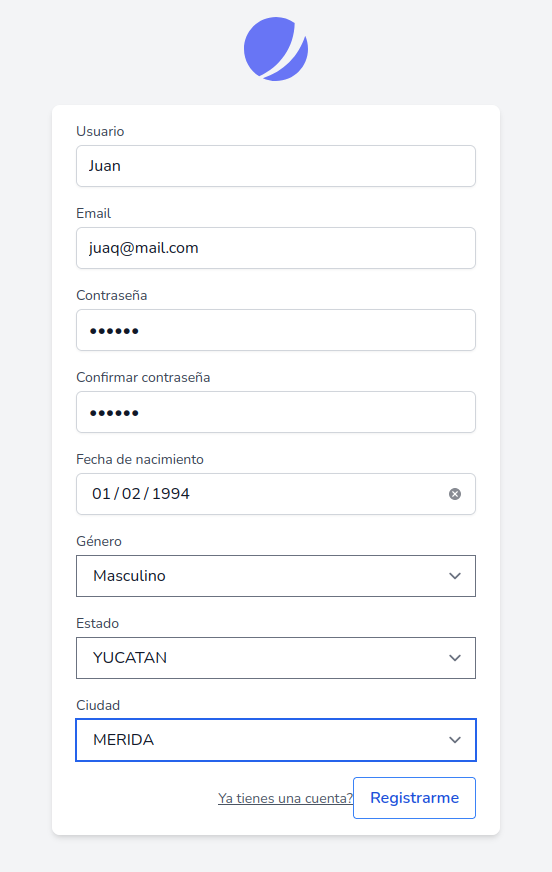 Usuario
Juan
Email
juaq@mail.com
Contraseña
••••••
Confirmar contraseña
••••••
Fecha de nacimiento
01/02/1994
Género
Masculino
Estado
YUCATAN
Ciudad
MERIDA
Ya tienes una cuenta? Registrarme